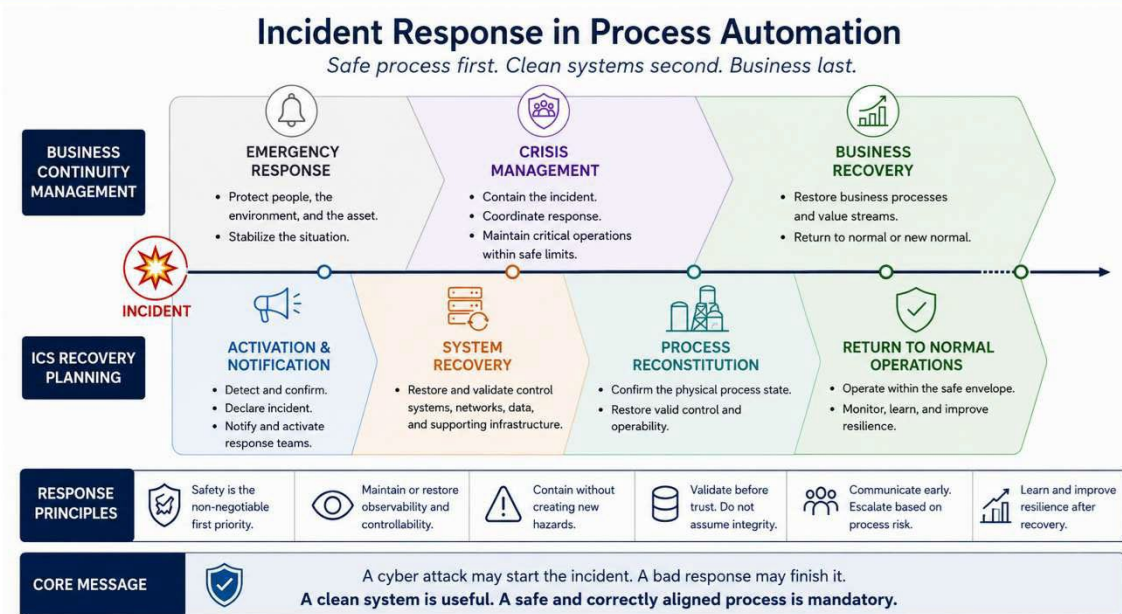 Incident Response in Process Automation
Safe process first. Clean systems second. Business last.
BUSINESS
CONTINUITY
MANAGEMENT
EMERGENCY
RESPONSE
• Protect people, the
environment, and the asset.
• Stabilize the situation.
CRISIS
MANAGEMENT
• Contain the incident.
• Coordinate response.
• Maintain critical operations
within safe limits.
BUSINESS
RECOVERY
• Restore business processes
and value streams.
• Return to normal or new normal.
INCIDENT
ICS RECOVERY
PLANNING
ACTIVATION &
NOTIFICATION
• Detect and confirm.
• Declare incident.
• Notify and activate
response teams.
SYSTEM
RECOVERY
• Restore and validate control
systems, networks, data,
and supporting infrastructure.
PROCESS
RECONSTITUTION
• Confirm the physical process state.
• Restore valid control and
operability.
RETURN TO NORMAL
OPERATIONS
• Operate within the safe envelope.
• Monitor, learn, and improve
resilience.
RESPONSE
PRINCIPLES
Safety is the
non-negotiable
first priority.
Maintain or restore
observability and
controllability.
Contain without
creating new
hazards.
Validate before
trust. Do not
assume integrity.
Communicate early.
Escalate based on
process risk.
Learn and improve
resilience after
recovery.
CORE MESSAGE
A cyber attack may start the incident. A bad response may finish it.
A clean system is useful. A safe and correctly aligned process is mandatory.